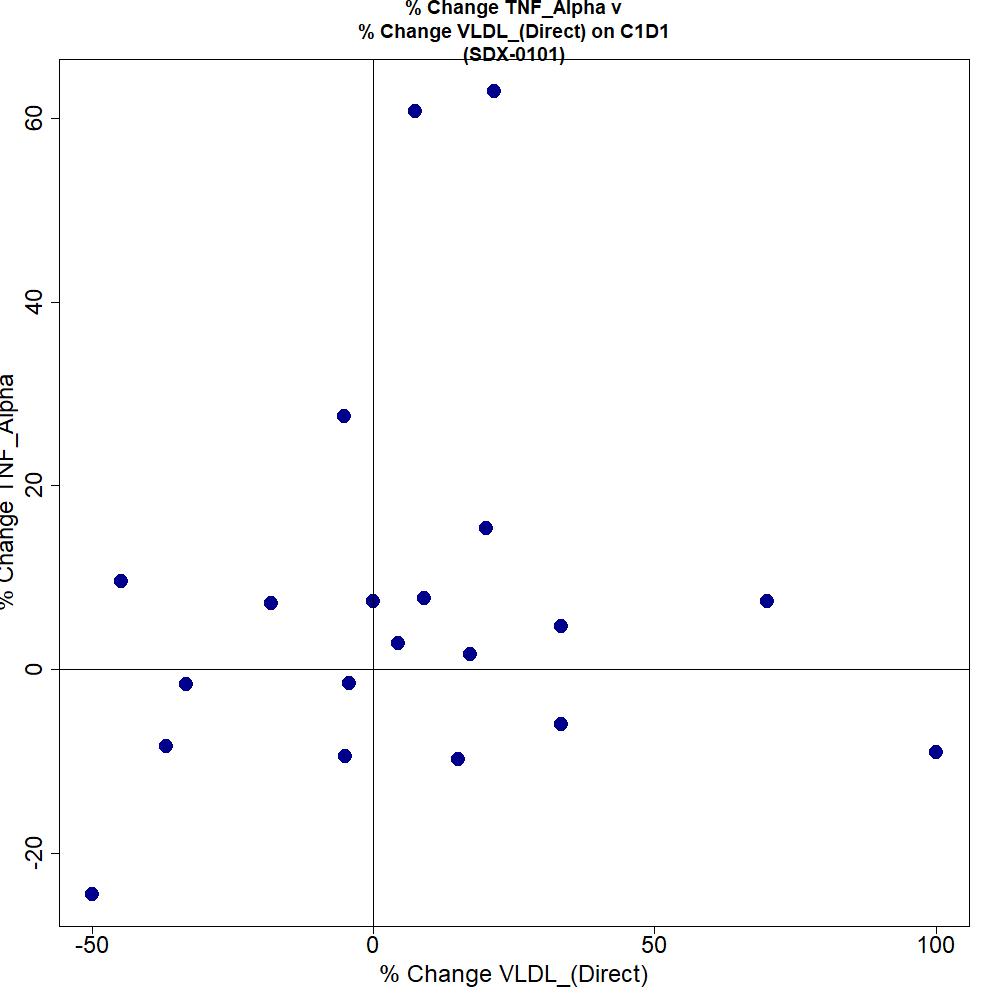 % Change TNF_Alpha v
% Change VLDL_(Direct) on C1D1
(SDX-0101)
% Change TNF_Alpha
60
40
20
0
-20
-50
0
50
100
% Change VLDL_(Direct)